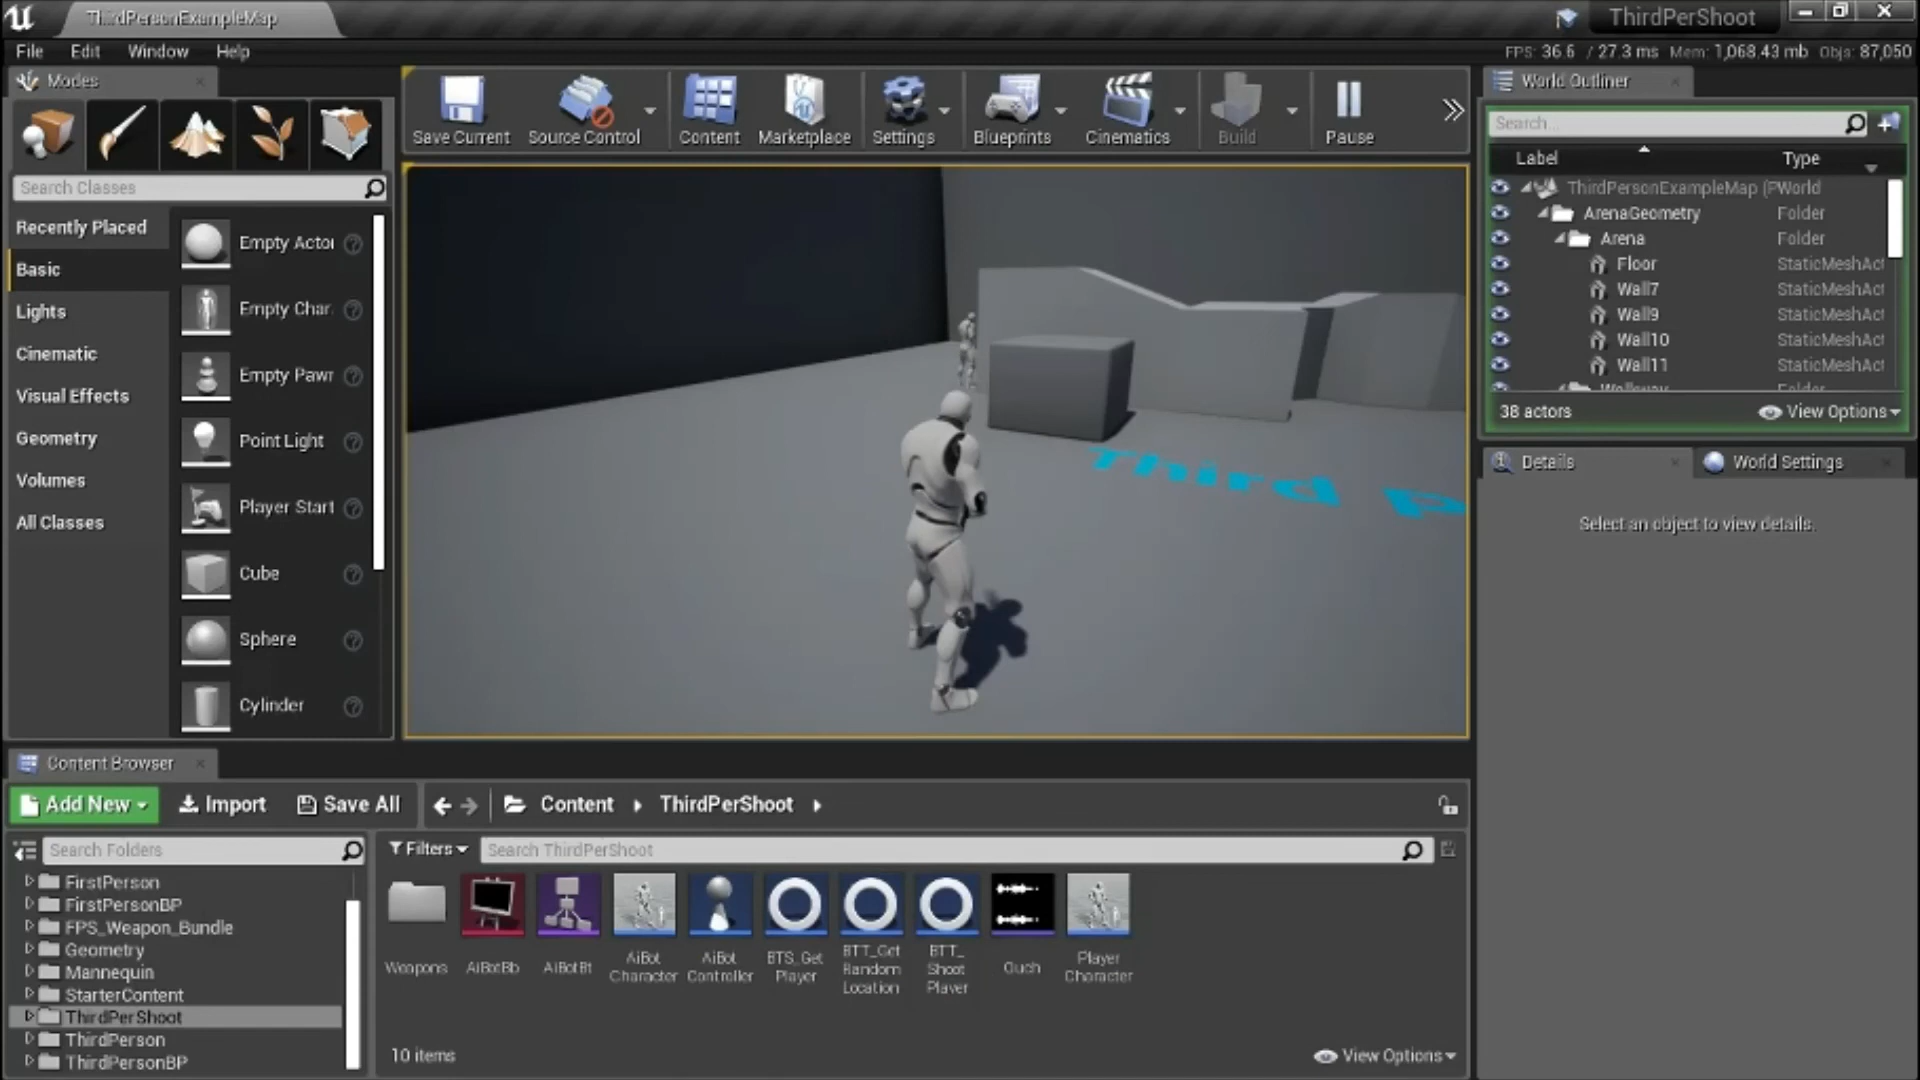 ThirdPersonExampleMap
ThirdPerShoot
File Edit Window Help
FPS: 36.6 / 27.3 ms Mem: 1,068.43 mb Objs: 87,050
Modes
Save Current
Source Control
Content
Marketplace
Settings
Blueprints
Cinematics
Build
Pause
Search Classes
Recently Placed
Basic
Lights
Cinematic
Visual Effects
Geometry
Volumes
All Classes
Empty Actor
Empty Char
Empty Pawn
Point Light
Player Start
Cube
Sphere
Cylinder
Third P
World Outliner
Search...
Label Type
ThirdPersonExampleMap (P World
ArenaGeometry Folder
Arena Folder
Floor StaticMeshAct
Wall7 StaticMeshAct
Wall9 StaticMeshAct
Wall10 StaticMeshAct
Wall11 StaticMeshAct
Walkway Folder
38 actors View Options
Details World Settings
Select an object to view details.
Content Browser
Add New Import Save All Content ThirdPerShoot
Search Folders
Filters Search ThirdPerShoot
FirstPerson
FirstPersonBP
FPS_Weapon_Bundle
Geometry
Mannequin
StarterContent
ThirdPerShoot
ThirdPerson
ThirdPersonBP
Weapons
AiBotBb
AiBotBt
AiBot
Character
AiBot
Controller
BTS_Get
Player
BTT_Get
Random
Location
BTT_
Shoot
Player
Ouch
Player
Character
10 items View Options